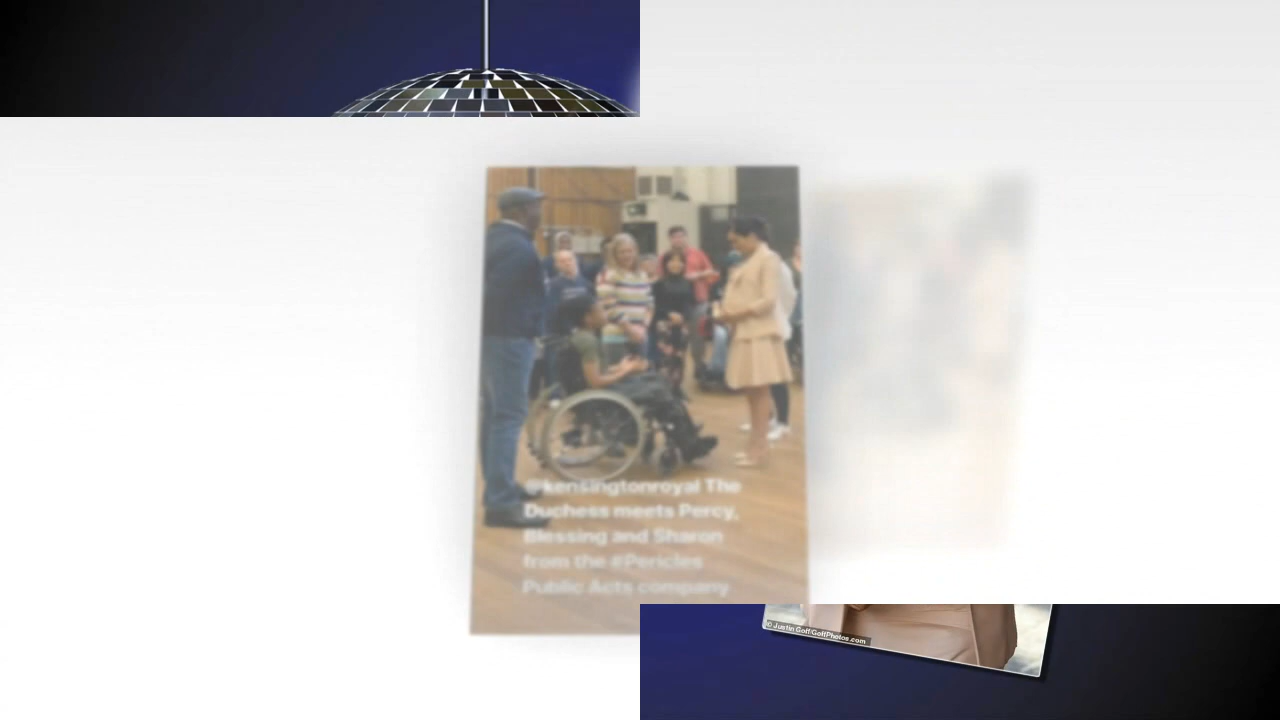 @kensingtonroyal The
Duchess meets Percy,
Blessing and Sharon
from the #Pericles
Public Acts company
© Justin Goff/GoffPhotos.com